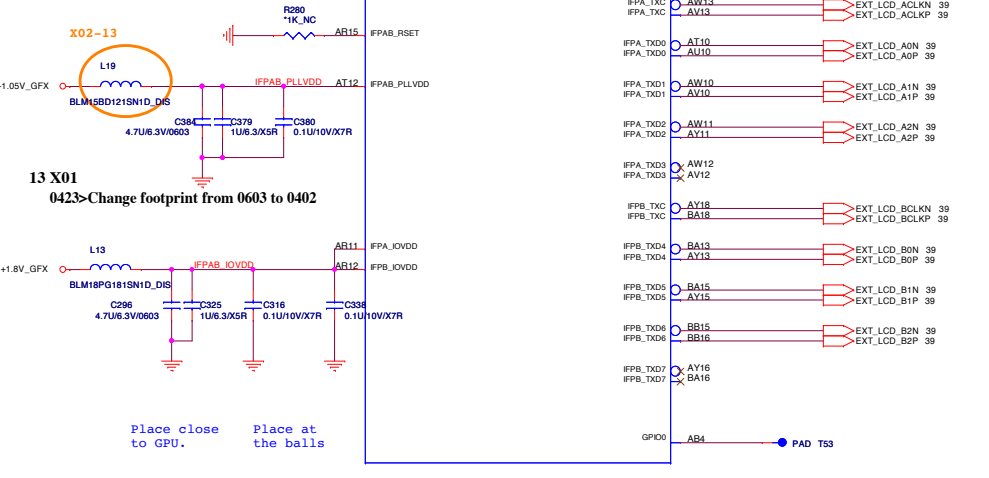 R280
*1K_NC
AR15 IFPAB_RSET
X02-13
L19
1.05V_GFX
IFPAB_PLLVDD AT12 IFPAB_PLLVDD
BLM15BD121SN1D_DIS
C384 C379 C380
4.7U/6.3V/0603 1U/6.3/X5R 0.1U/10V/X7R
13 X01
0423>Change footprint from 0603 to 0402
AR11 IFPA_IOVDD
L13
+1.8V_GFX
IFPAB_IOVDD AR12 IFPB_IOVDD
BLM18PG181SN1D_DIS
C296 C325 C316 C338
4.7U/6.3V/0603 1U/6.3/X5R 0.1U/10V/X7R 0.1U/10V/X7R
Place close
to GPU.
Place at
the balls
IFPA_TXC AW13 EXT_LCD_ACLKN 39
IFPA_TXC AV13 EXT_LCD_ACLKP 39
IFPA_TXD0 AT10 EXT_LCD_A0N 39
IFPA_TXD0 AU10 EXT_LCD_A0P 39
IFPA_TXD1 AW10 EXT_LCD_A1N 39
IFPA_TXD1 AV10 EXT_LCD_A1P 39
IFPA_TXD2 AW11 EXT_LCD_A2N 39
IFPA_TXD2 AY11 EXT_LCD_A2P 39
IFPA_TXD3 AW12
IFPA_TXD3 AV12
IFPB_TXC AY18 EXT_LCD_BCLKN 39
IFPB_TXC BA18 EXT_LCD_BCLKP 39
IFPB_TXD4 BA13 EXT_LCD_B0N 39
IFPB_TXD4 AY13 EXT_LCD_B0P 39
IFPB_TXD5 BA15 EXT_LCD_B1N 39
IFPB_TXD5 AY15 EXT_LCD_B1P 39
IFPB_TXD6 BB15 EXT_LCD_B2N 39
IFPB_TXD6 BB16 EXT_LCD_B2P 39
IFPB_TXD7 AY16
IFPB_TXD7 BA16
GPIO0 AB4 PAD T53